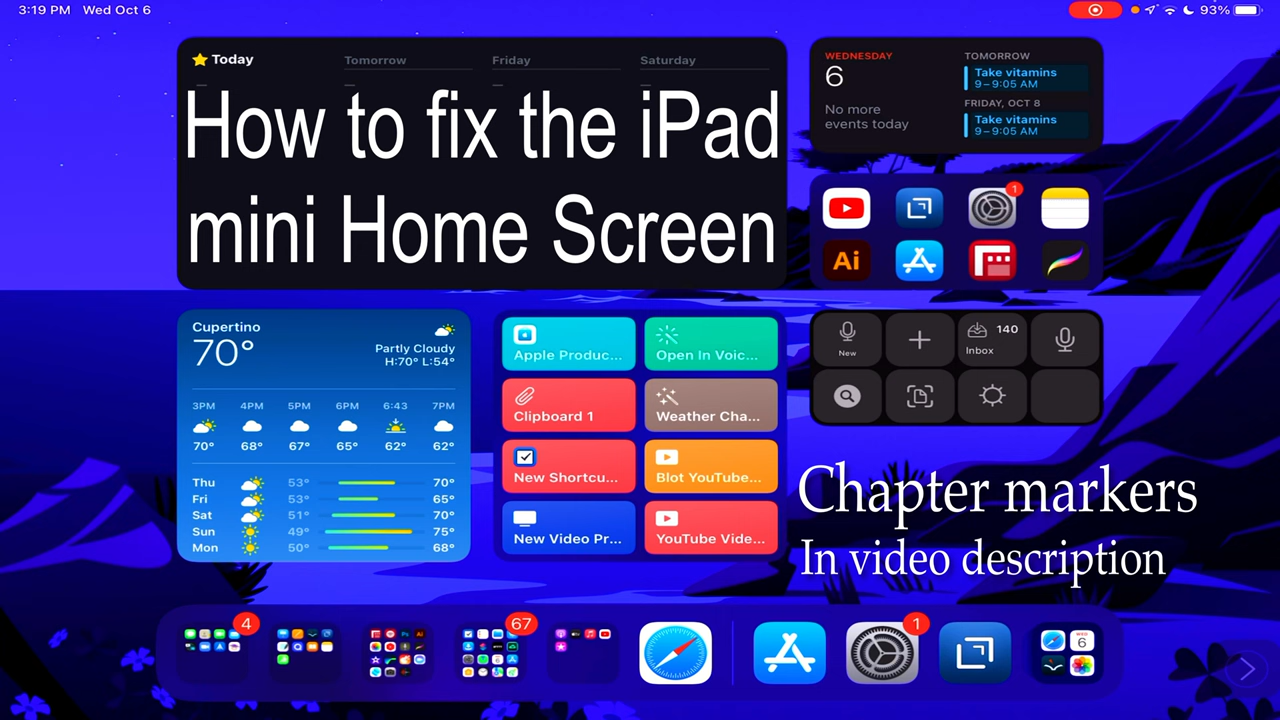 3:19 PM Wed Oct 6
93%
Today
Tomorrow
Friday
Saturday
How to fix the iPad
mini Home Screen
WEDNESDAY
6
No more
events today
TOMORROW
Take vitamins
9–9:05 AM
FRIDAY, OCT 8
Take vitamins
9–9:05 AM
1
Ai
Cupertino
70°
Partly Cloudy
H:70° L:54°
3PM 4PM 5PM 6PM 6:43 7PM
70° 68° 67° 65° 62° 62°
Thu 53° 70°
Fri 53° 65°
Sat 51° 70°
Sun 49° 75°
Mon 50° 68°
Apple Produc...
Open In Voic...
Clipboard 1
Weather Cha...
New Shortcu...
Blot YouTube...
New Video Pr...
YouTube Vide...
New
140
Inbox
Chapter markers
In video description
4
67
1
6